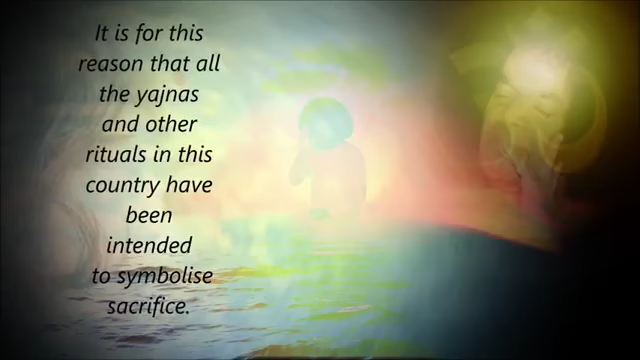 It is for this
reason that all
the yajnas
and other
rituals in this
country have
been
intended
to symbolise
sacrifice.